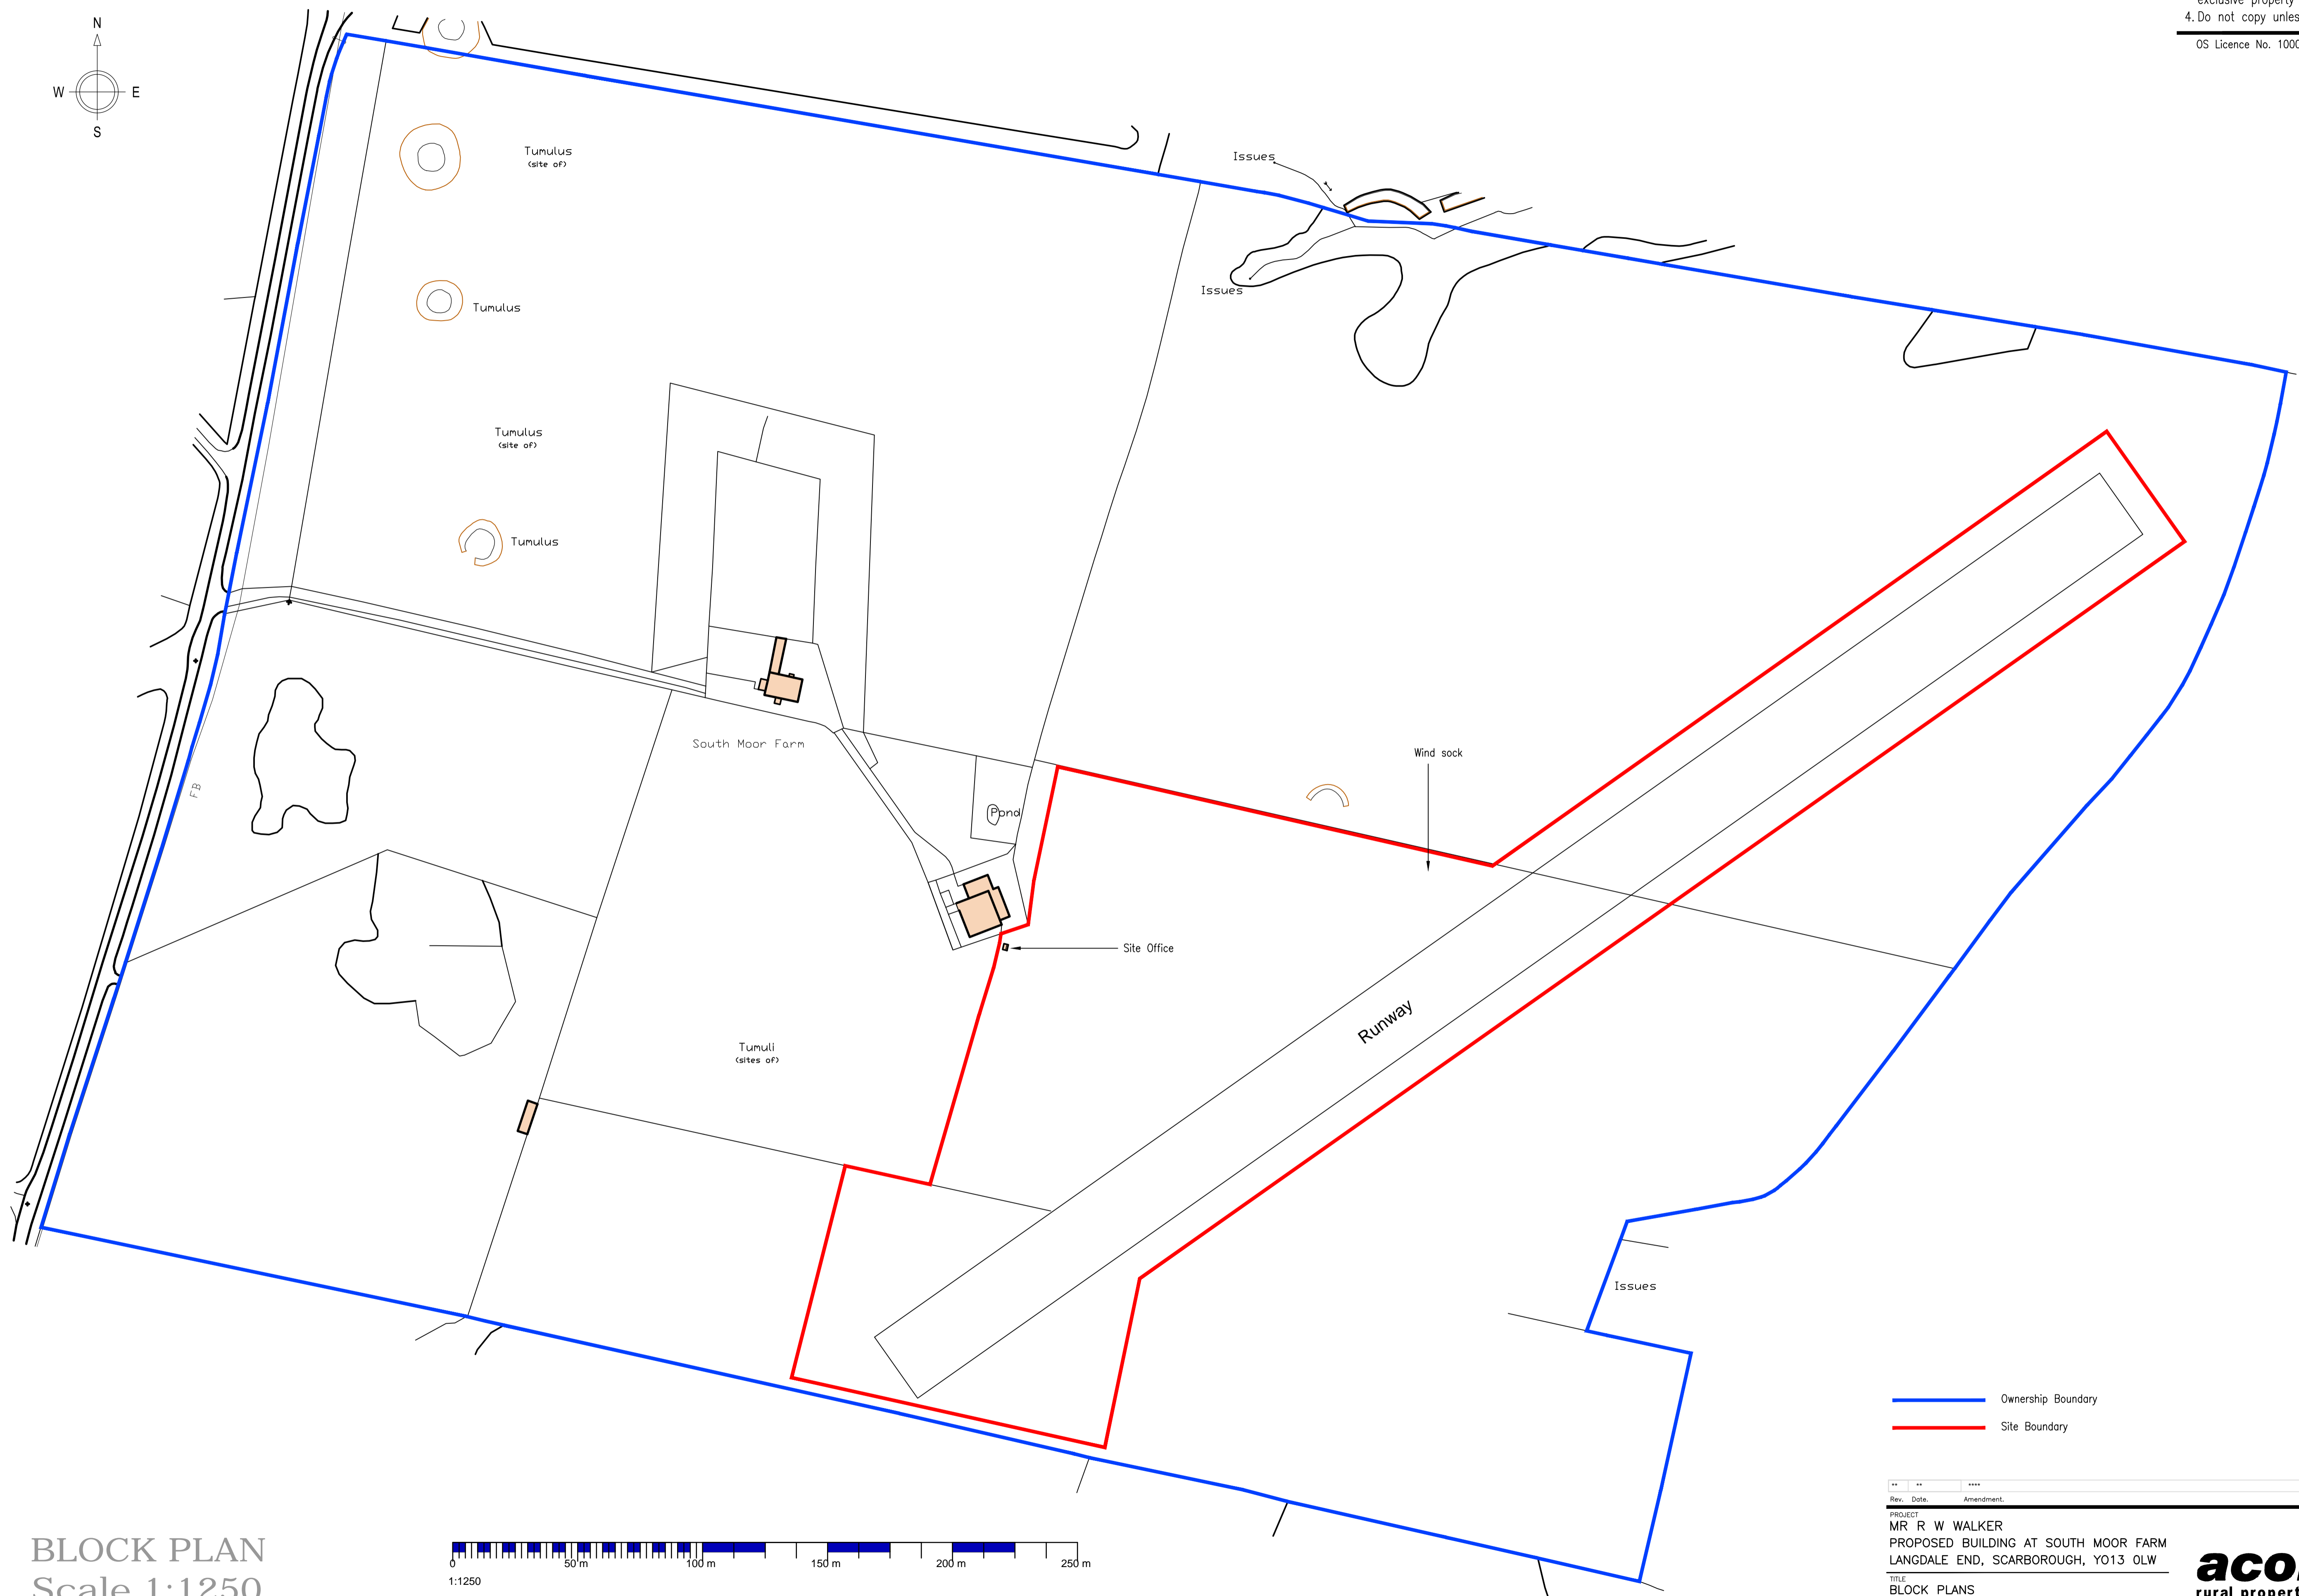 exclusive property
4. Do not copy unles
OS Licence No. 1000
N
W E
S
Tumulus
(site of)
Issues
Issues
Tumulus
Tumulus
(site of)
Tumulus
South Moor Farm
Wind sock
FB
Pond
Site Office
Runway
Tumuli
(sites of)
Issues
Ownership Boundary
Site Boundary
** ** ****
Rev. Date. Amendment.
PROJECT
MR R W WALKER
PROPOSED BUILDING AT SOUTH MOOR FARM
LANGDALE END, SCARBOROUGH, YO13 0LW
TITLE
BLOCK PLANS
aco
rural propert
BLOCK PLAN
Scale 1:1250
0 50 m 100 m 150 m 200 m 250 m
1:1250